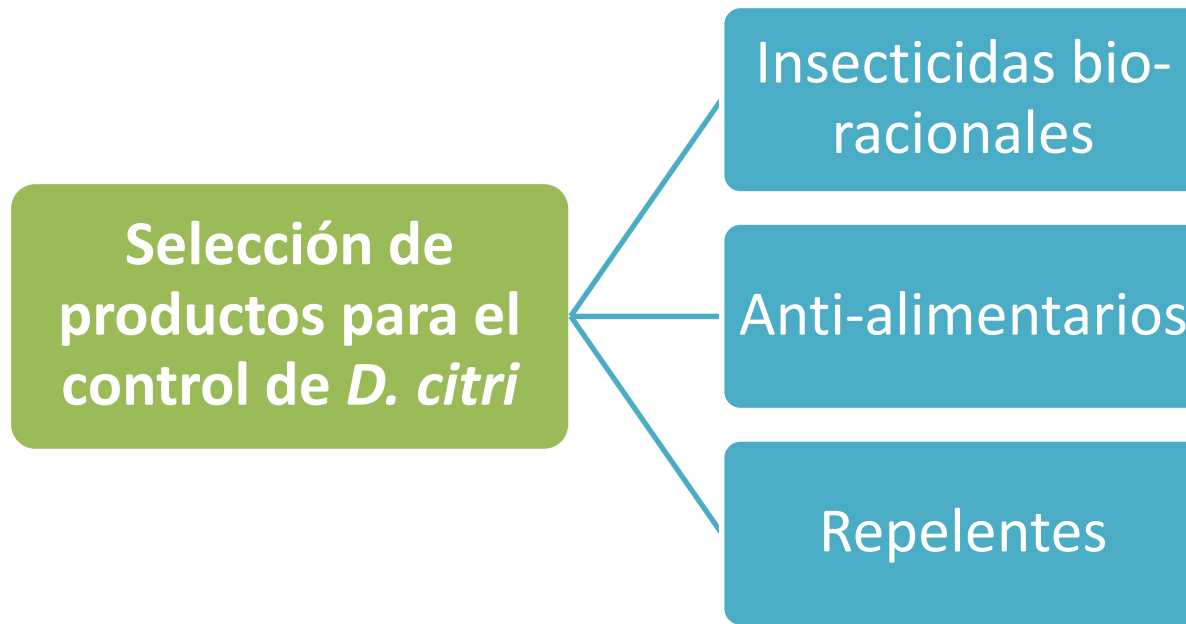 Selección de
productos para el
control de D. citri
Insecticidas bio-
racionales
Anti-alimentarios
Repelentes